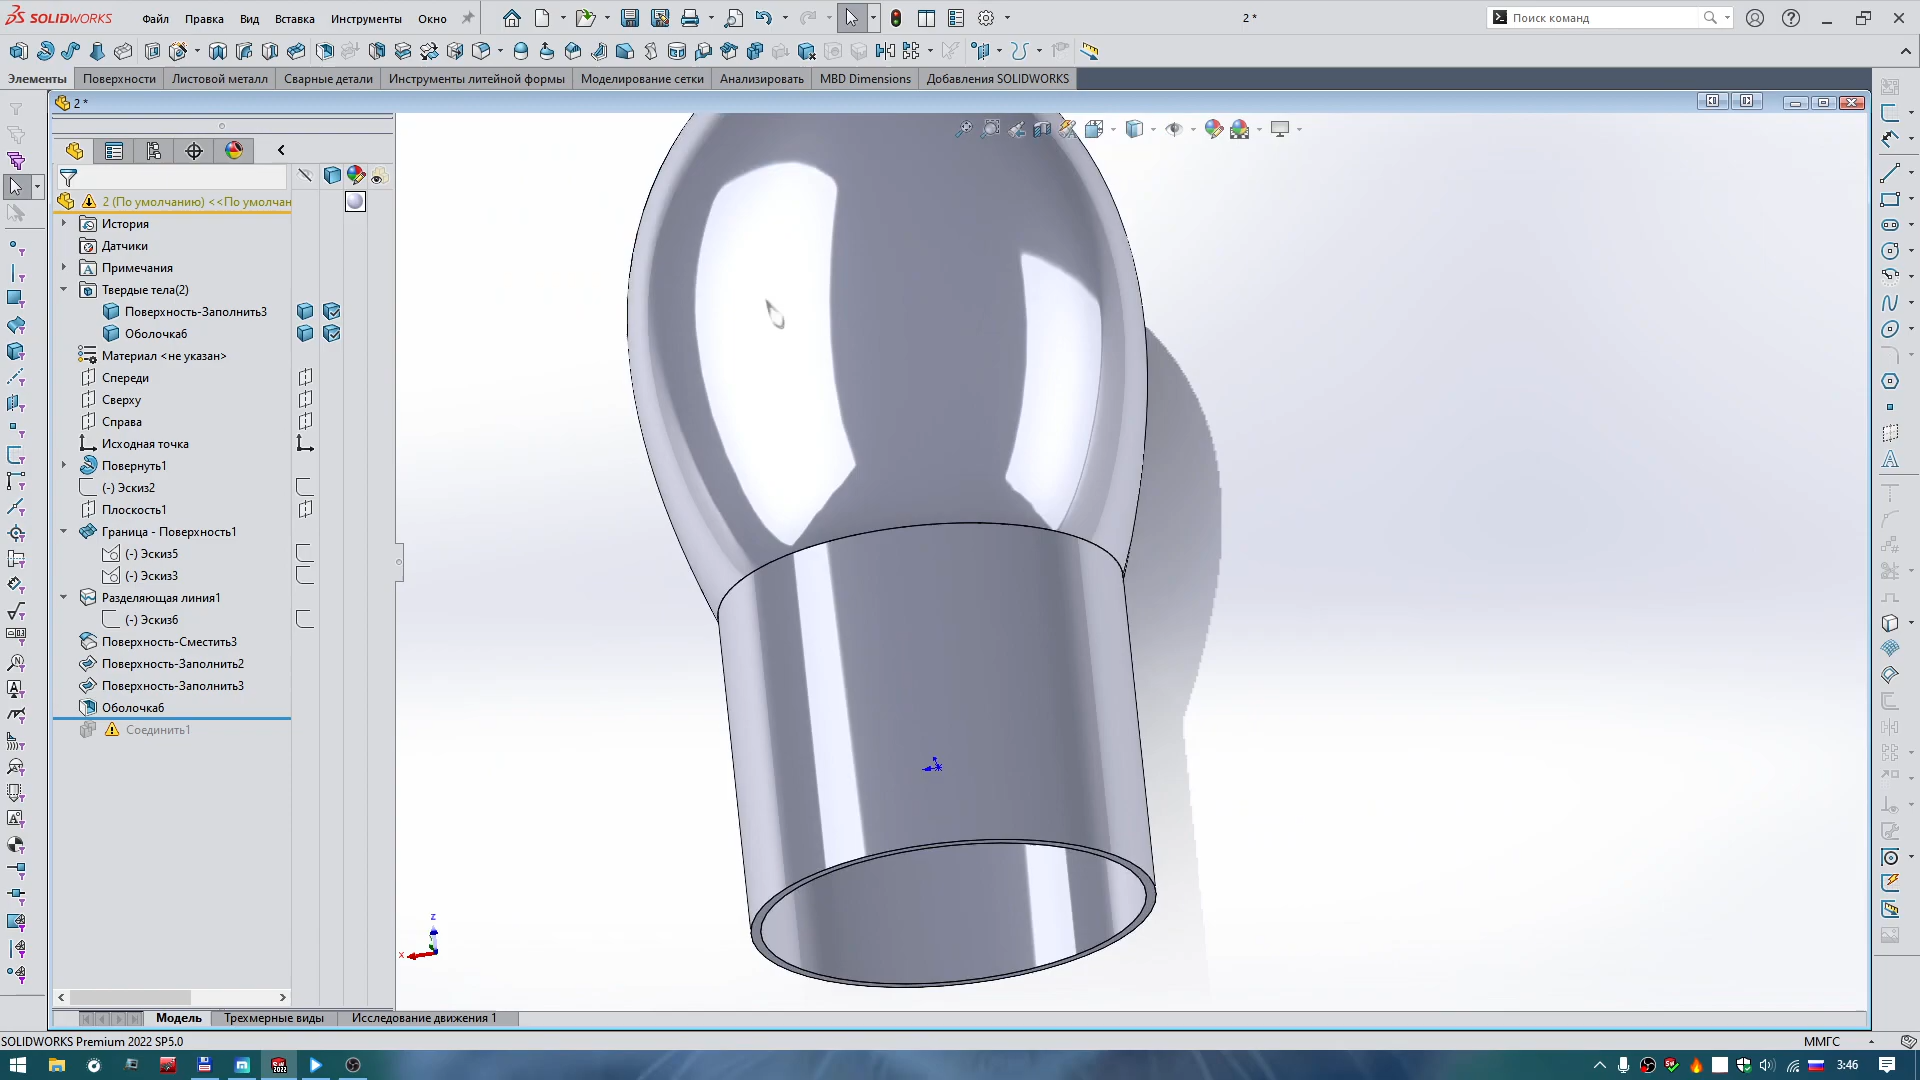 SOLIDWORKS
Файл Правка Вид Вставка Инструменты Окно
2 *
Поиск команд
Элементы Поверхности Листовой металл Сварные детали Инструменты литейной формы Моделирование сетки Анализировать MBD Dimensions Добавления SOLIDWORKS
2 *
2 (По умолчанию) <<По умолчан
История
Датчики
Примечания
Твердые тела(2)
Поверхность-Заполнить3
Оболочка6
Материал <не указан>
Спереди
Сверху
Справа
Исходная точка
Повернуть1
(-) Эскиз2
Плоскость1
Граница - Поверхность1
(-) Эскиз5
(-) Эскиз3
Разделяющая линия1
(-) Эскиз6
Поверхность-Сместить3
Поверхность-Заполнить2
Поверхность-Заполнить3
Оболочка6
Соединить1
z
x
Модель Трехмерные виды Исследование движения 1
SOLIDWORKS Premium 2022 SP5.0
ММГС
3:46